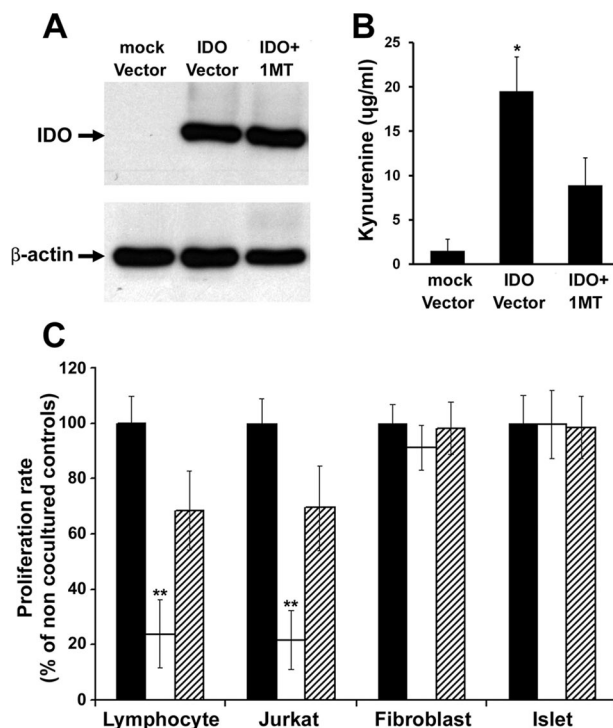 A
mock
Vector
IDO
Vector
IDO+
1MT
IDO
β-actin
B
Kynurenine (ųg/ml)
25
20
15
10
5
0
*
mock
Vector
IDO
Vector
IDO+
1MT
C
Proliferation rate
(% of non cocultured controls)
120
100
80
60
40
20
0
**
**
Lymphocyte
Jurkat
Fibroblast
Islet